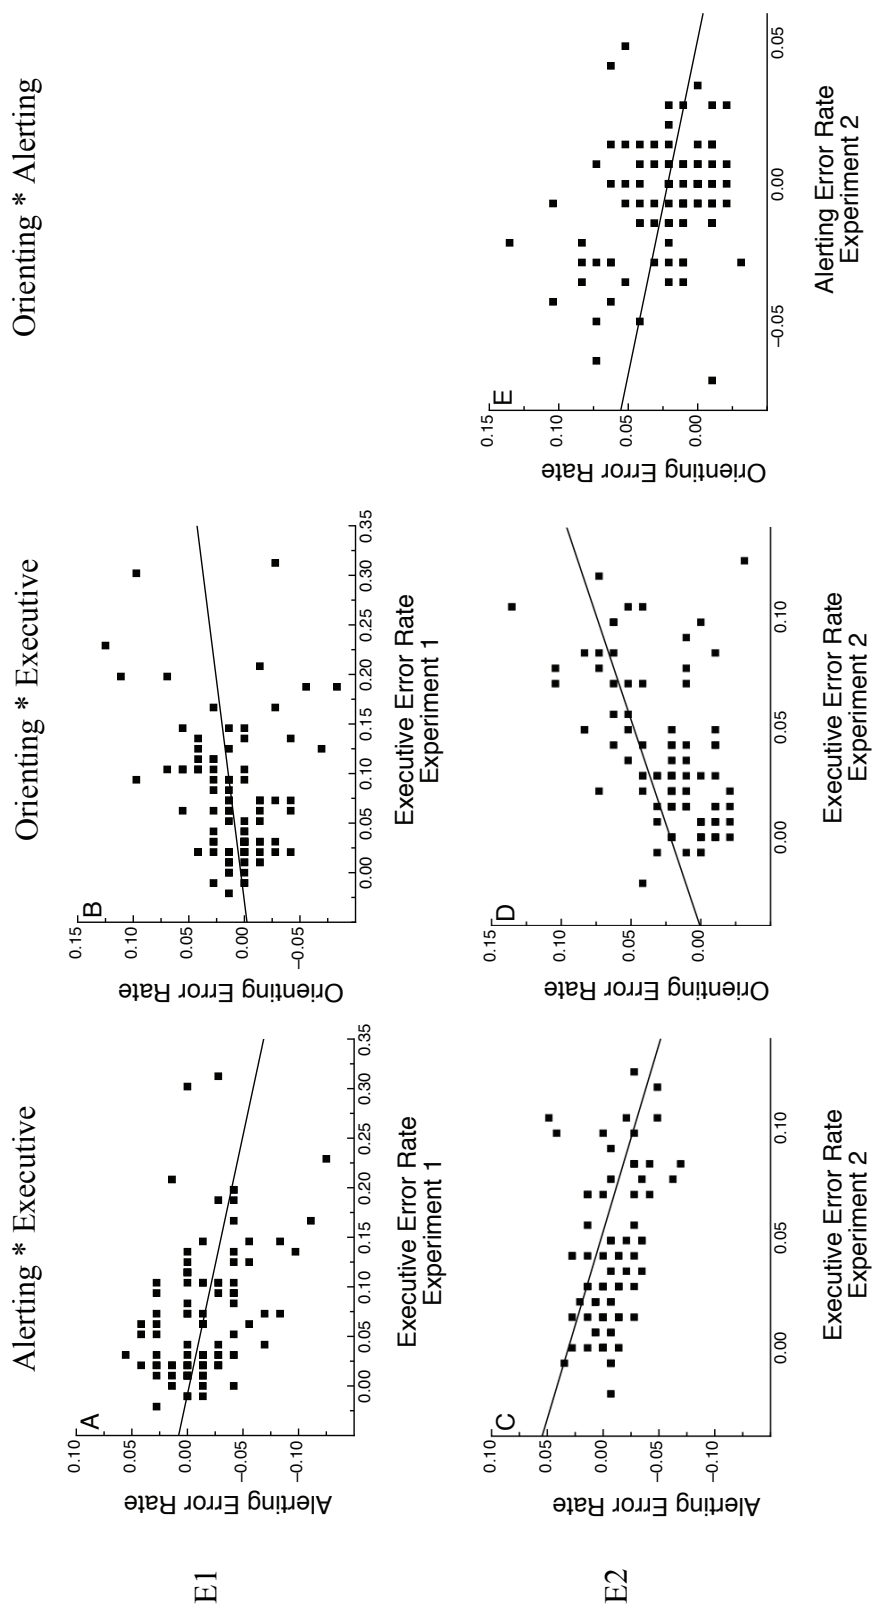 Alerting * Executive
Orienting * Executive
Orienting * Alerting
E1
A
Alerting Error Rate
0.10
0.05
0.00
−0.05
−0.10
0.00
0.05
0.10
0.15
0.20
0.25
0.30
0.35
Executive Error Rate
Experiment 1
B
Orienting Error Rate
0.15
0.10
0.05
0.00
−0.05
0.00
0.05
0.10
0.15
0.20
0.25
0.30
0.35
Executive Error Rate
Experiment 1
E2
C
Alerting Error Rate
0.10
0.05
0.00
−0.05
−0.10
0.00
0.05
0.10
Executive Error Rate
Experiment 2
D
Orienting Error Rate
0.15
0.10
0.05
0.00
0.00
0.05
0.10
Executive Error Rate
Experiment 2
E
Orienting Error Rate
0.15
0.10
0.05
0.00
−0.05
0.00
0.05
Alerting Error Rate
Experiment 2